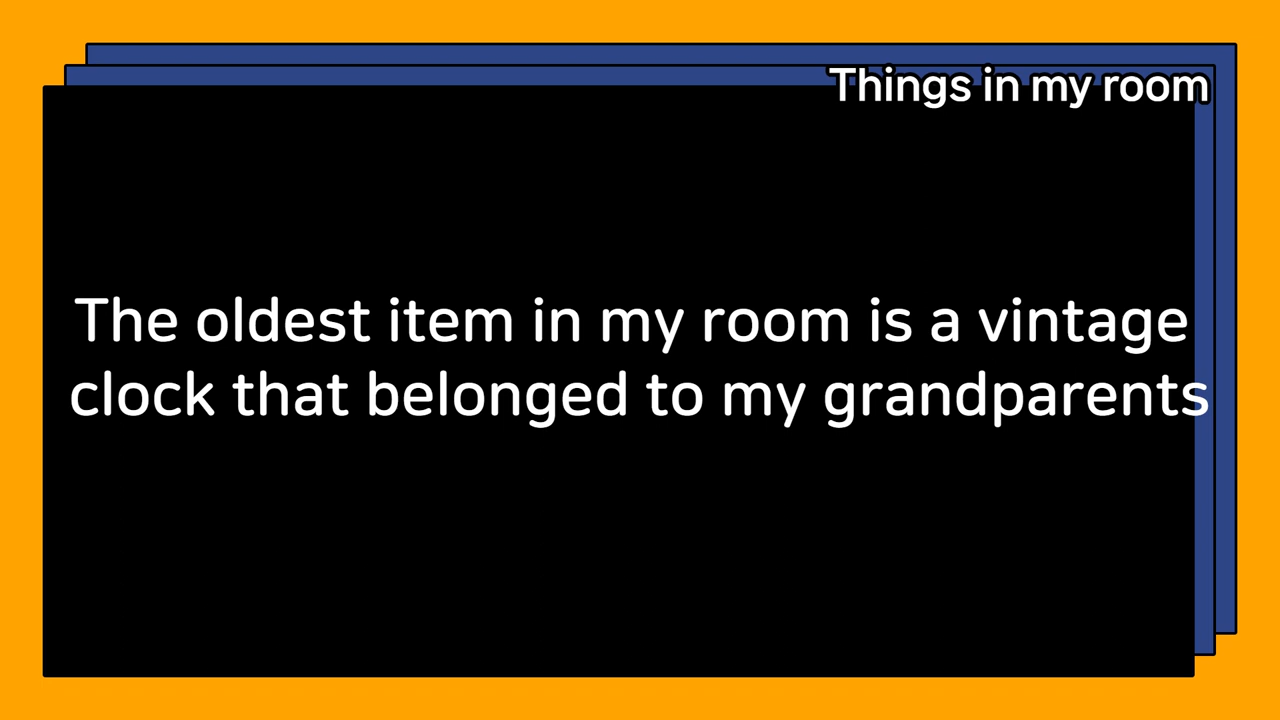 Things in my room
The oldest item in my room is a vintage
clock that belonged to my grandparents